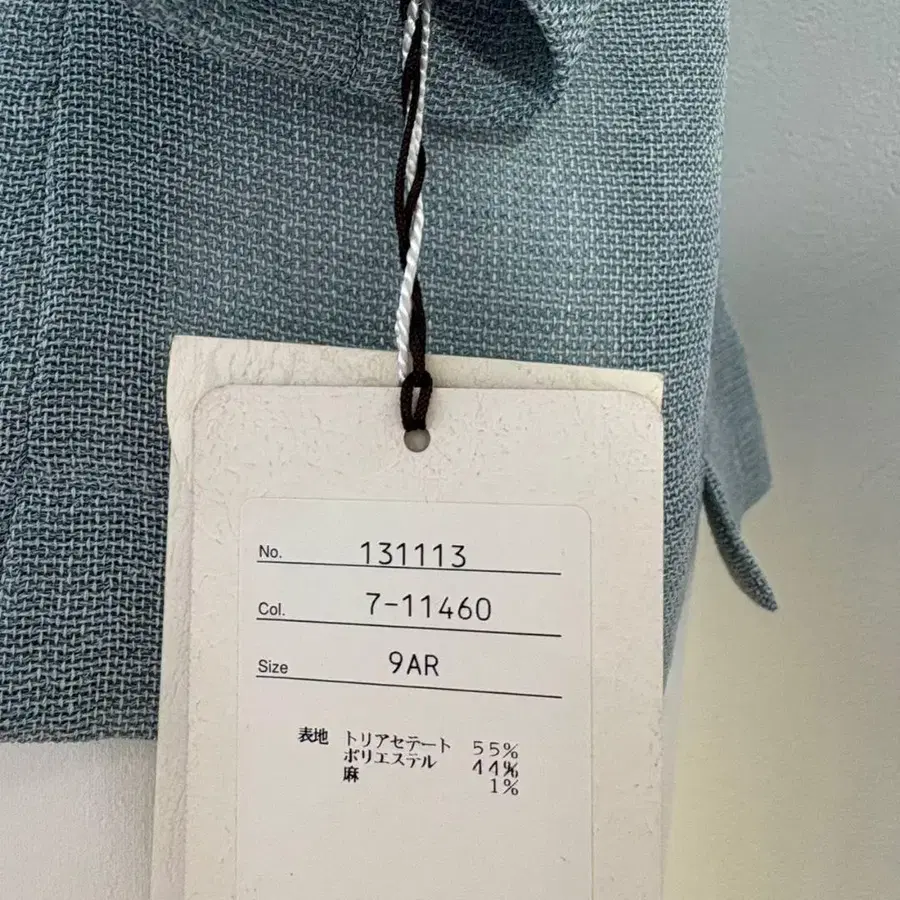 No. 131113
Col. 7-11460
Size 9AR
表地 トリアセテート 55%
ポリエステル 44%
麻 1%